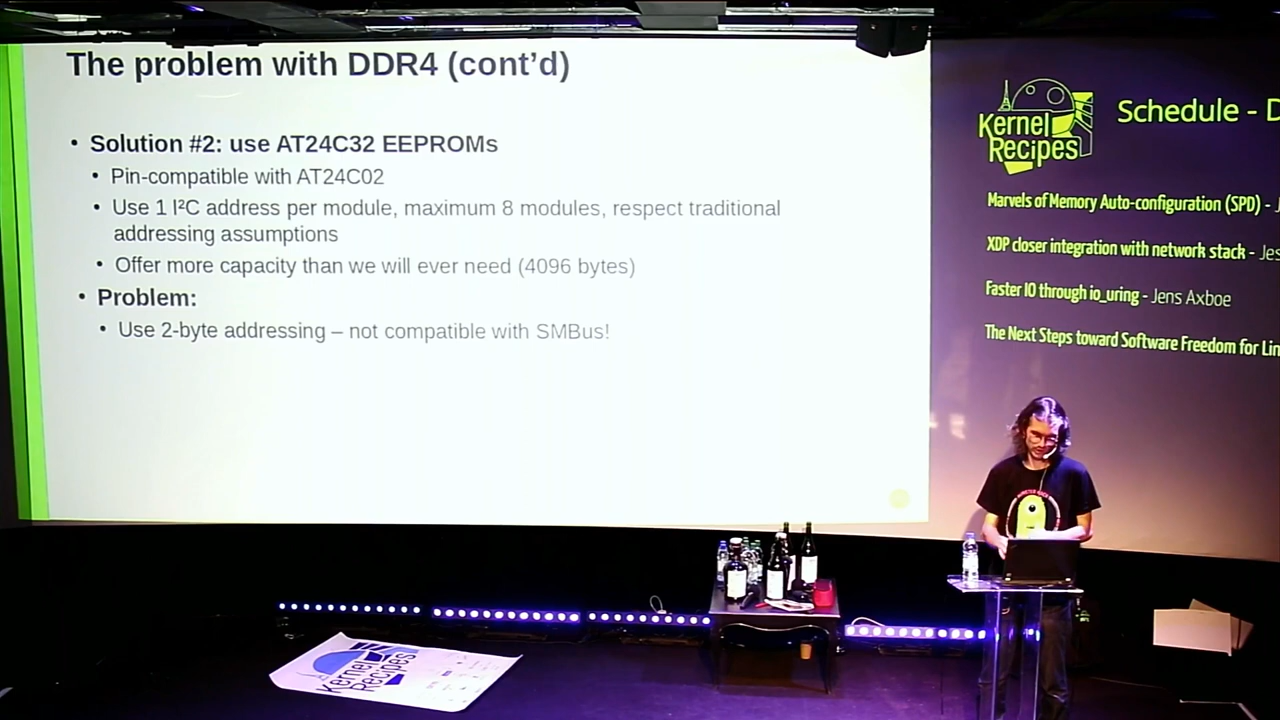 The problem with DDR4 (cont’d)
• Solution #2: use AT24C32 EEPROMs
• Pin-compatible with AT24C02
• Use 1 I²C address per module, maximum 8 modules, respect traditional
addressing assumptions
• Offer more capacity than we will ever need (4096 bytes)
• Problem:
• Use 2-byte addressing – not compatible with SMBus!
Kernel
Recipes
Schedule - D
Marvels of Memory Auto-configuration (SPD) - J
XDP closer integration with network stack - Jes
Faster IO through io_uring - Jens Axboe
The Next Steps toward Software Freedom for Lin
Kernel
Recipes